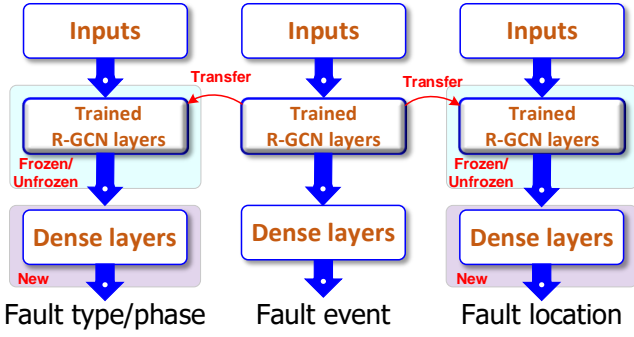 Inputs
Inputs
Inputs
Transfer
Transfer
Trained
R-GCN layers
Trained
R-GCN layers
Trained
R-GCN layers
Frozen/
Unfrozen
Frozen/
Unfrozen
Dense layers
Dense layers
Dense layers
New
New
Fault type/phase
Fault event
Fault location